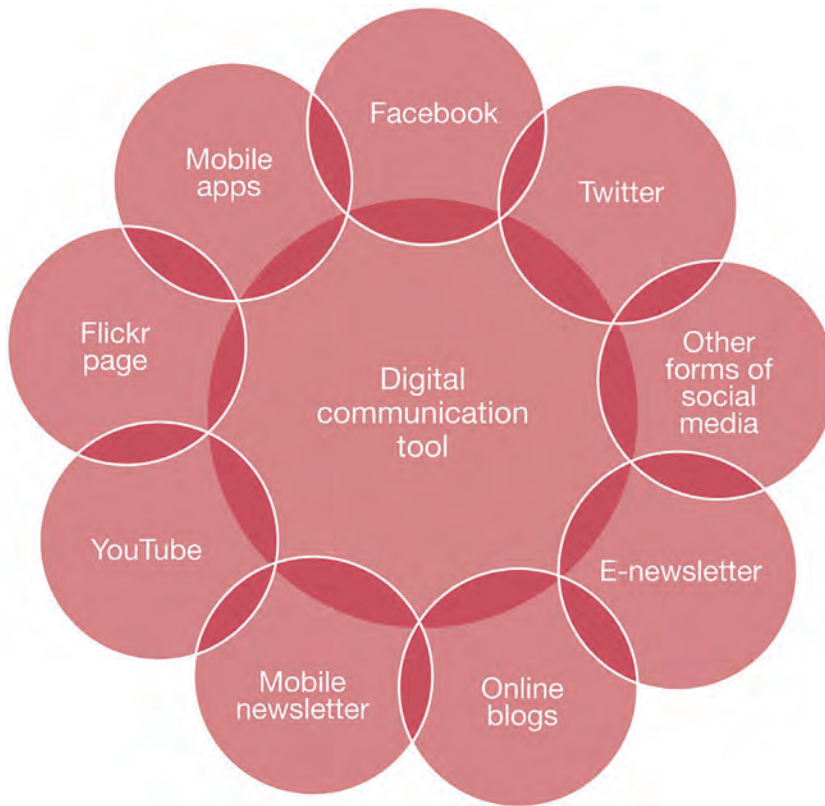 Facebook
Twitter
Other
forms of
social
media
E-newsletter
Online
blogs
Mobile
newsletter
YouTube
Flickr
page
Mobile
apps
Digital
communication
tool